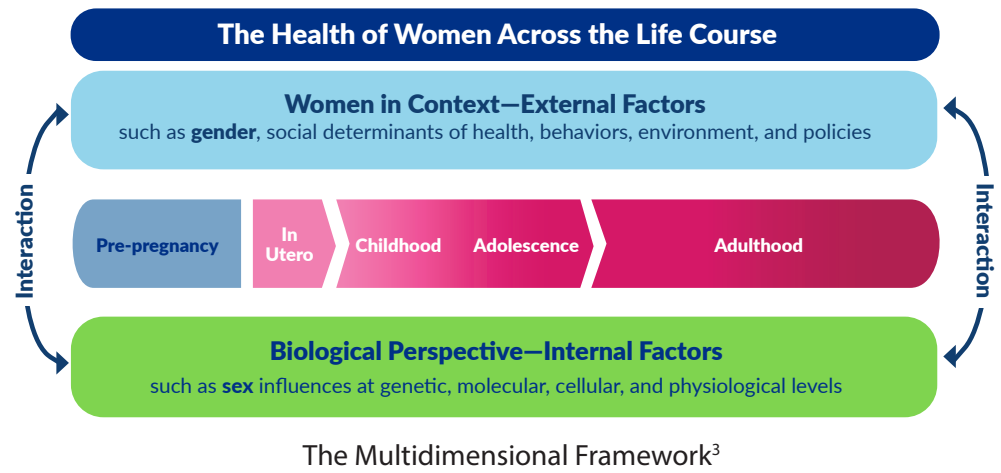 The Health of Women Across the Life Course
Women in Context—External Factors
such as gender, social determinants of health, behaviors, environment, and policies
Interaction
Pre-pregnancy
In
Utero
Childhood
Adolescence
Adulthood
Interaction
Biological Perspective—Internal Factors
such as sex influences at genetic, molecular, cellular, and physiological levels
The Multidimensional Framework³